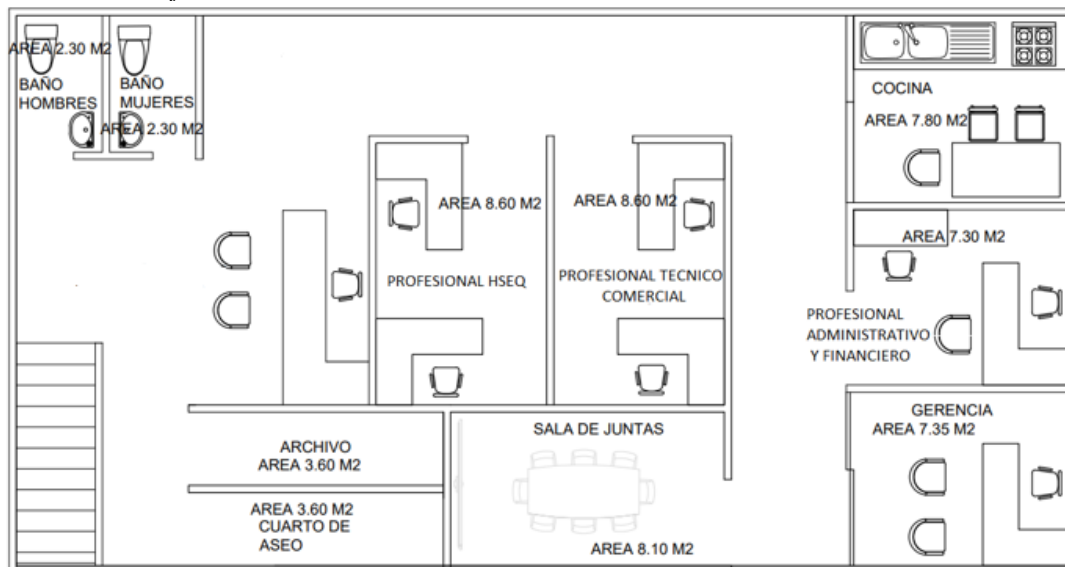 AREA 2.30 M2
BAÑO
HOMBRES
BAÑO
MUJERES
AREA 2.30 M2
COCINA
AREA 7.80 M2
AREA 8.60 M2
AREA 8.60 M2
PROFESIONAL HSEQ
PROFESIONAL TECNICO
COMERCIAL
AREA 7.30 M2
PROFESIONAL
ADMINISTRATIVO
Y FINANCIERO
ARCHIVO
AREA 3.60 M2
AREA 3.60 M2
CUARTO DE
ASEO
SALA DE JUNTAS
AREA 8.10 M2
GERENCIA
AREA 7.35 M2